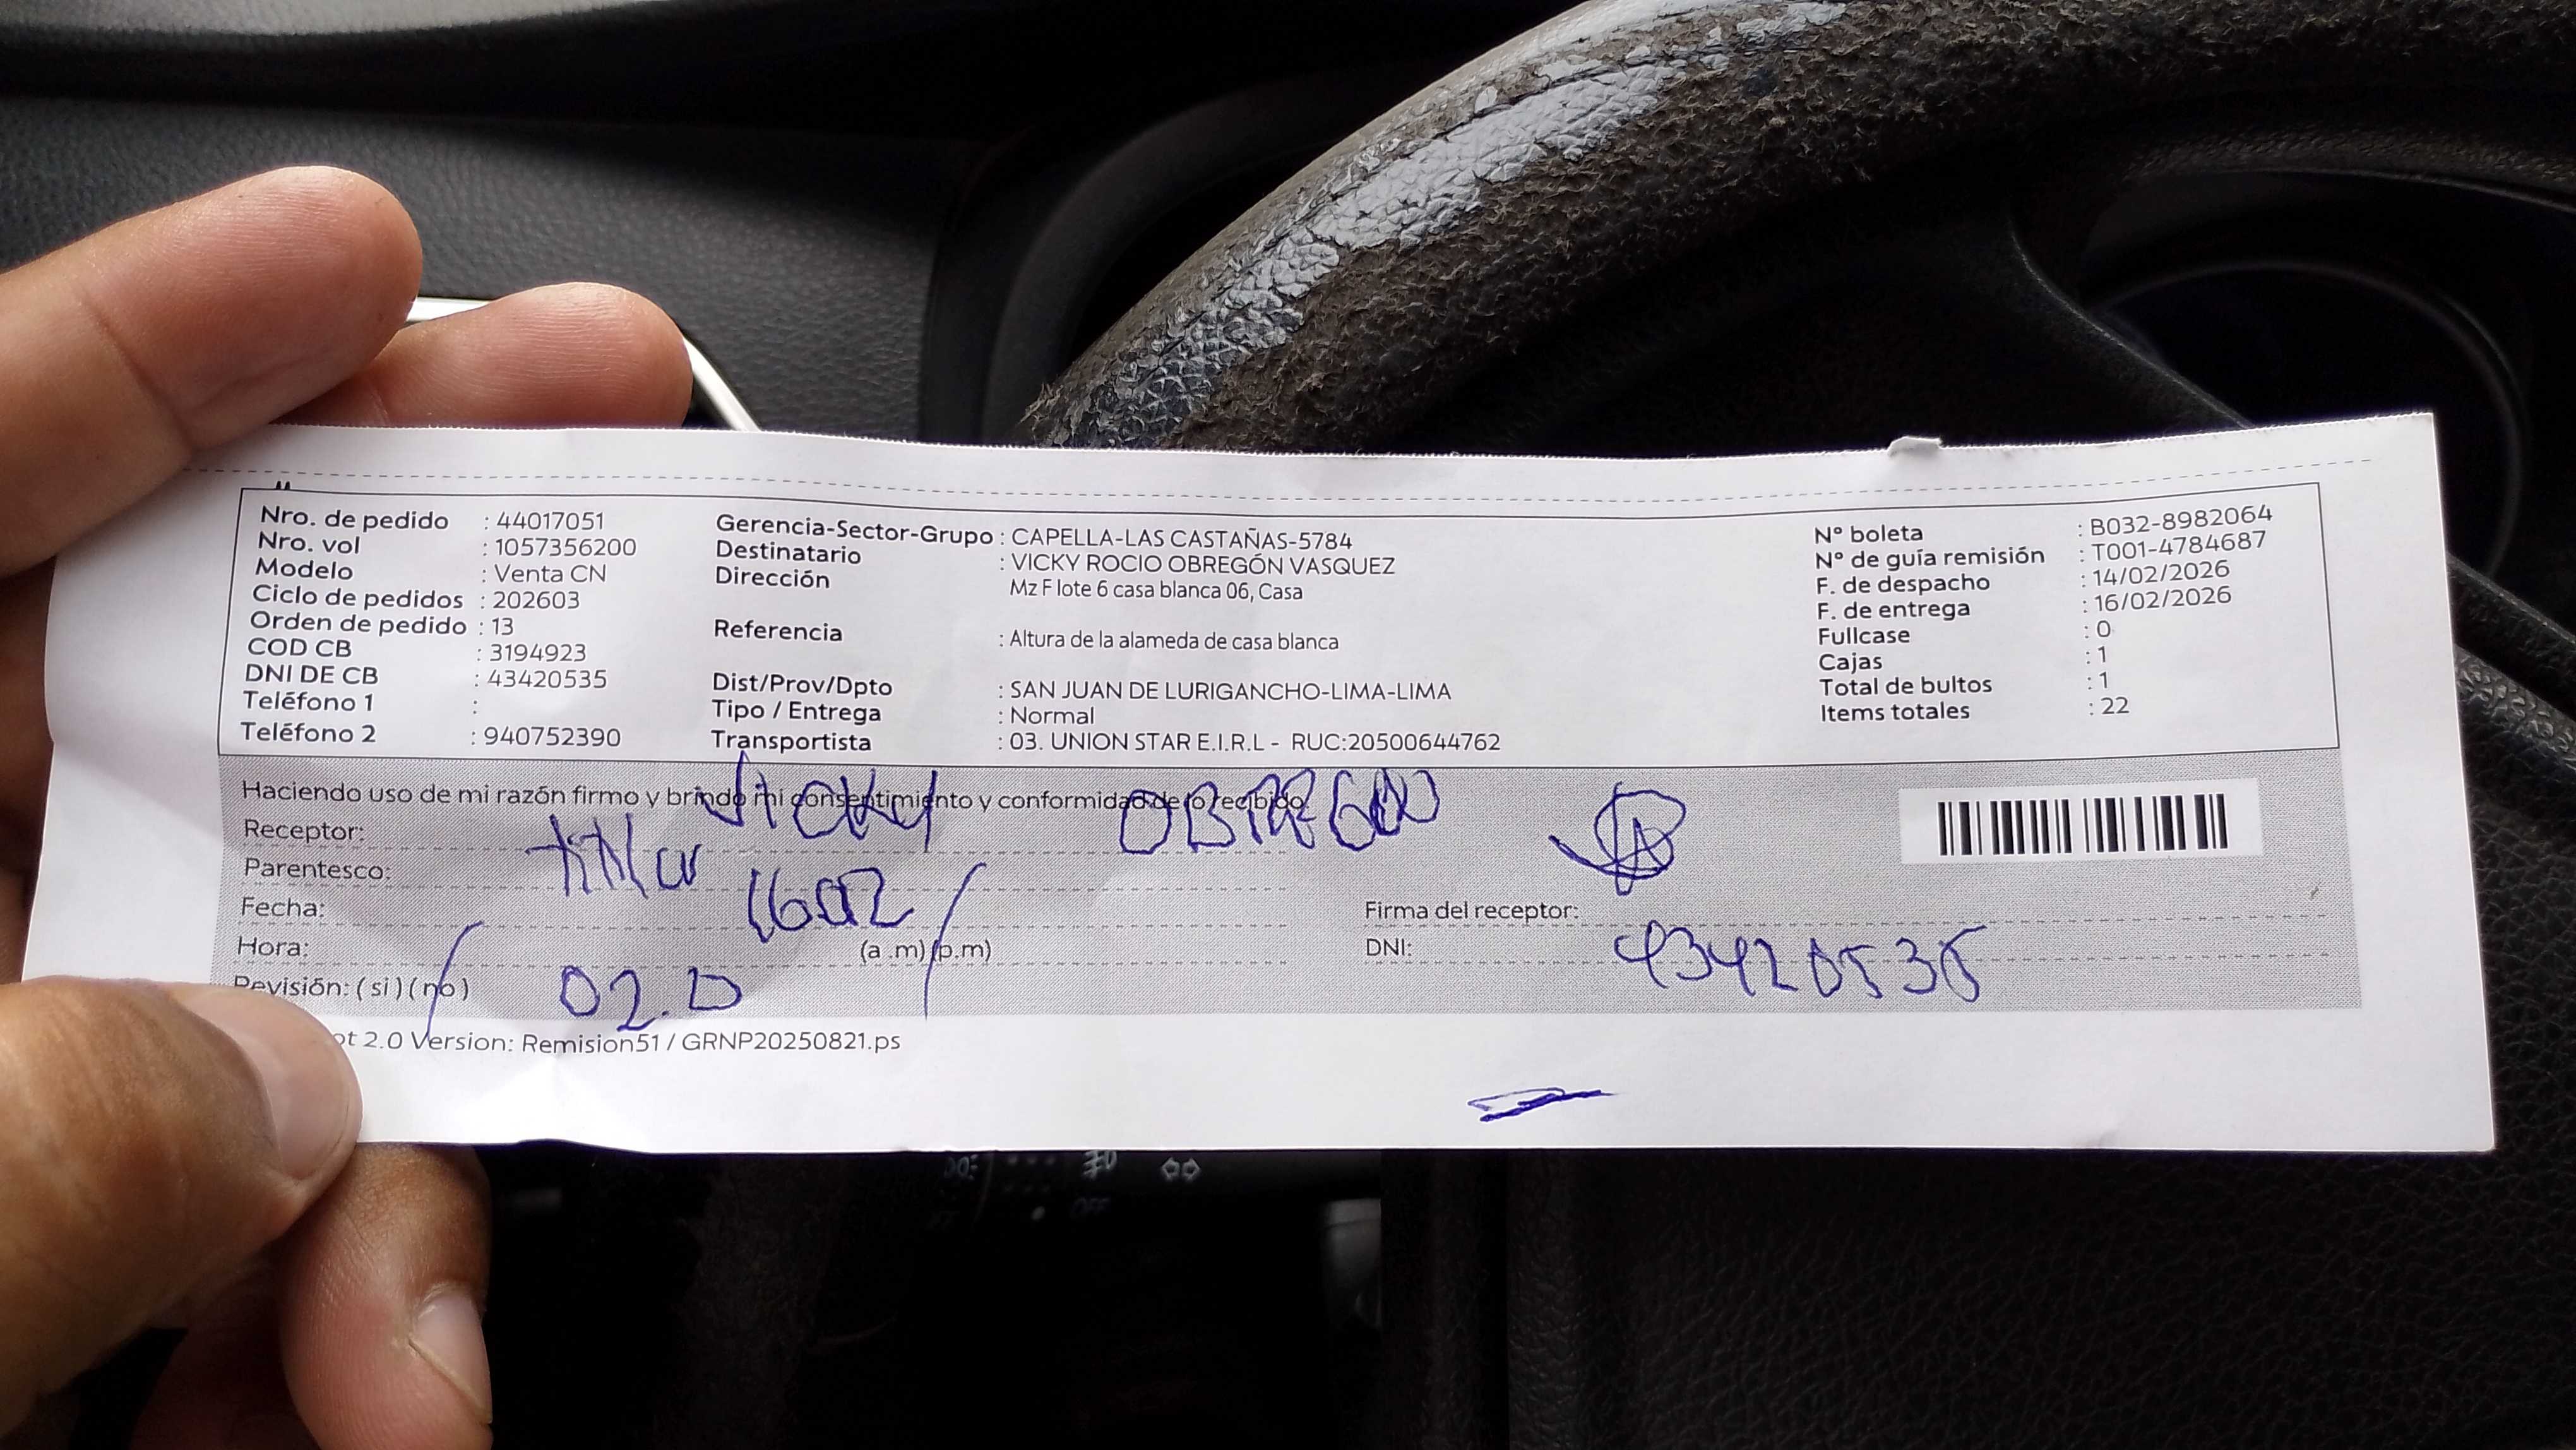 Nro. de pedido : 44017051
Nro. vol : 1057356200
Modelo : Venta CN
Ciclo de pedidos : 202603
Orden de pedido : 13
COD CB : 3194923
DNI DE CB : 43420535
Teléfono 1 :
Teléfono 2 : 940752390
Gerencia-Sector-Grupo : CAPELLA-LAS CASTAÑAS-5784
Destinatario : VICKY ROCIO OBREGÓN VASQUEZ
Dirección Mz F lote 6 casa blanca 06, Casa
Referencia : Altura de la alameda de casa blanca
Dist/Prov/Dpto : SAN JUAN DE LURIGANCHO-LIMA-LIMA
Tipo / Entrega : Normal
Transportista : 03. UNION STAR E.I.R.L - RUC:20500644762
N° boleta : B032-8982064
N° de guía remisión : T001-4784687
F. de despacho : 14/02/2026
F. de entrega : 16/02/2026
Fullcase : 0
Cajas : 1
Total de bultos : 1
Items totales : 22
Haciendo uso de mi razón firmo y brindo mi consentimiento y conformidad de lo recibido
Receptor: VICKY OBREGON
Parentesco:
Fecha: 1602
Hora: (a .m) (p.m)
Revisión: ( si ) ( no )
Firma del receptor:
DNI: 43420535
ot 2.0 Version: Remision51 / GRNP20250821.ps
OFF